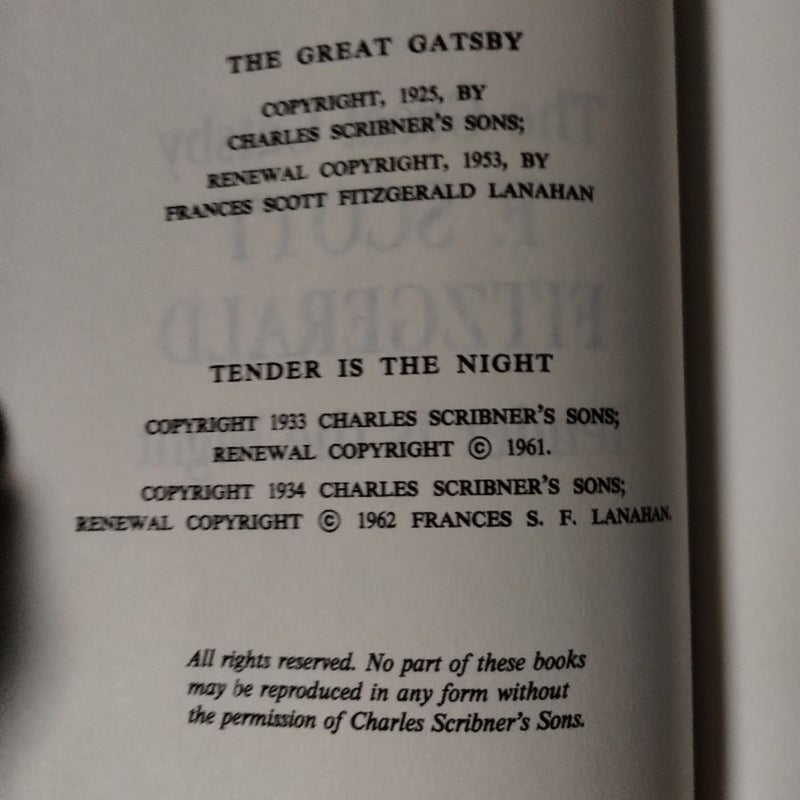 THE GREAT GATSBY
COPYRIGHT, 1925, BY
CHARLES SCRIBNER'S SONS;
RENEWAL COPYRIGHT, 1953, BY
FRANCES SCOTT FITZGERALD LANAHAN
F. SCOTT
FITZGERALD
TENDER IS THE NIGHT
COPYRIGHT 1933 CHARLES SCRIBNER'S SONS;
RENEWAL COPYRIGHT © 1961.
COPYRIGHT 1934 CHARLES SCRIBNER'S SONS;
RENEWAL COPYRIGHT © 1962 FRANCES S. F. LANAHAN.
All rights reserved. No part of these books
may be reproduced in any form without
the permission of Charles Scribner's Sons.